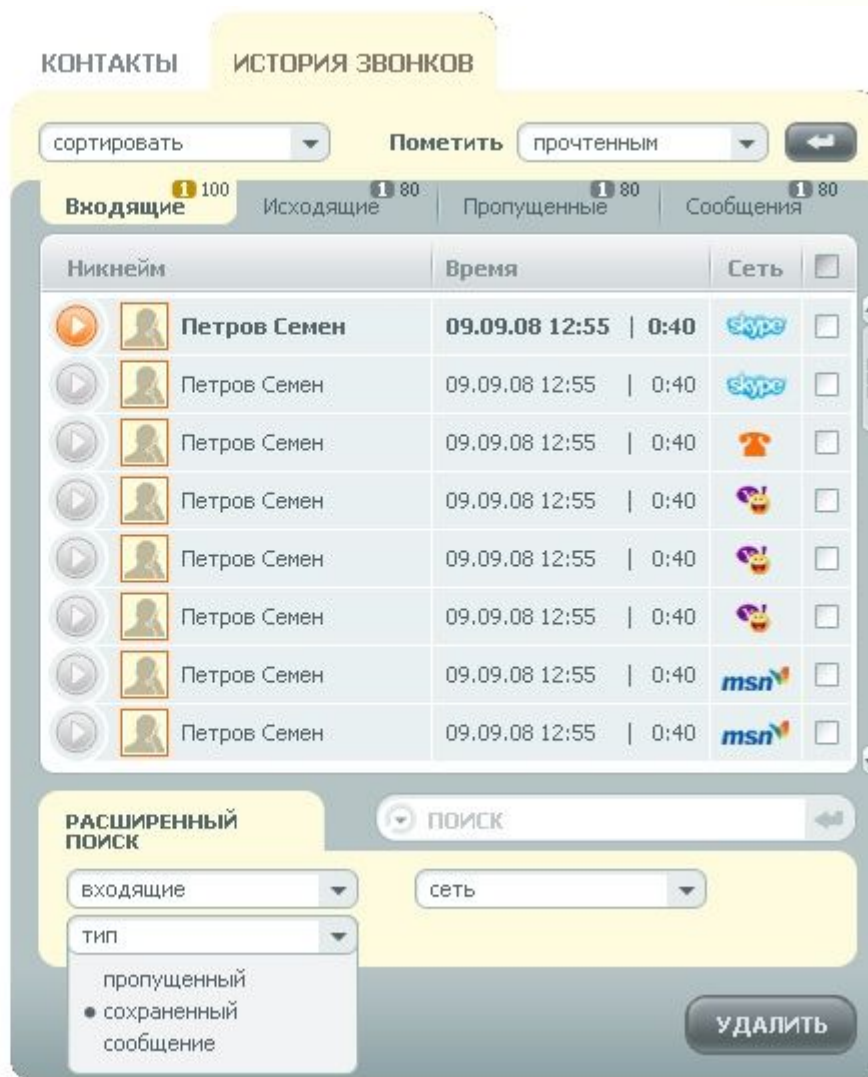 КОНТАКТЫ ИСТОРИЯ ЗВОНКОВ
сортировать Пометить прочтенным
Входящие 1 100 Исходящие 1 80 Пропущенные 1 80 Сообщения 1 80
Никнейм Время Сеть
Петров Семен 09.09.08 12:55 | 0:40 skype
Петров Семен 09.09.08 12:55 | 0:40 skype
Петров Семен 09.09.08 12:55 | 0:40
Петров Семен 09.09.08 12:55 | 0:40
Петров Семен 09.09.08 12:55 | 0:40
Петров Семен 09.09.08 12:55 | 0:40
Петров Семен 09.09.08 12:55 | 0:40 msn
Петров Семен 09.09.08 12:55 | 0:40 msn
РАСШИРЕННЫЙ
ПОИСК
ПОИСК
входящие сеть
тип
пропущенный
сохраненный
сообщение
УДАЛИТЬ